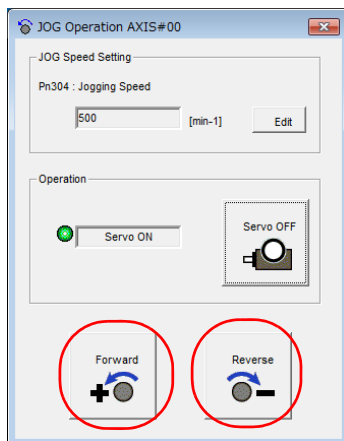 JOG Operation AXIS#00
JOG Speed Setting
Pn304 : Jogging Speed
500 [min-1] Edit
Operation
Servo ON
Servo OFF
Forward Reverse